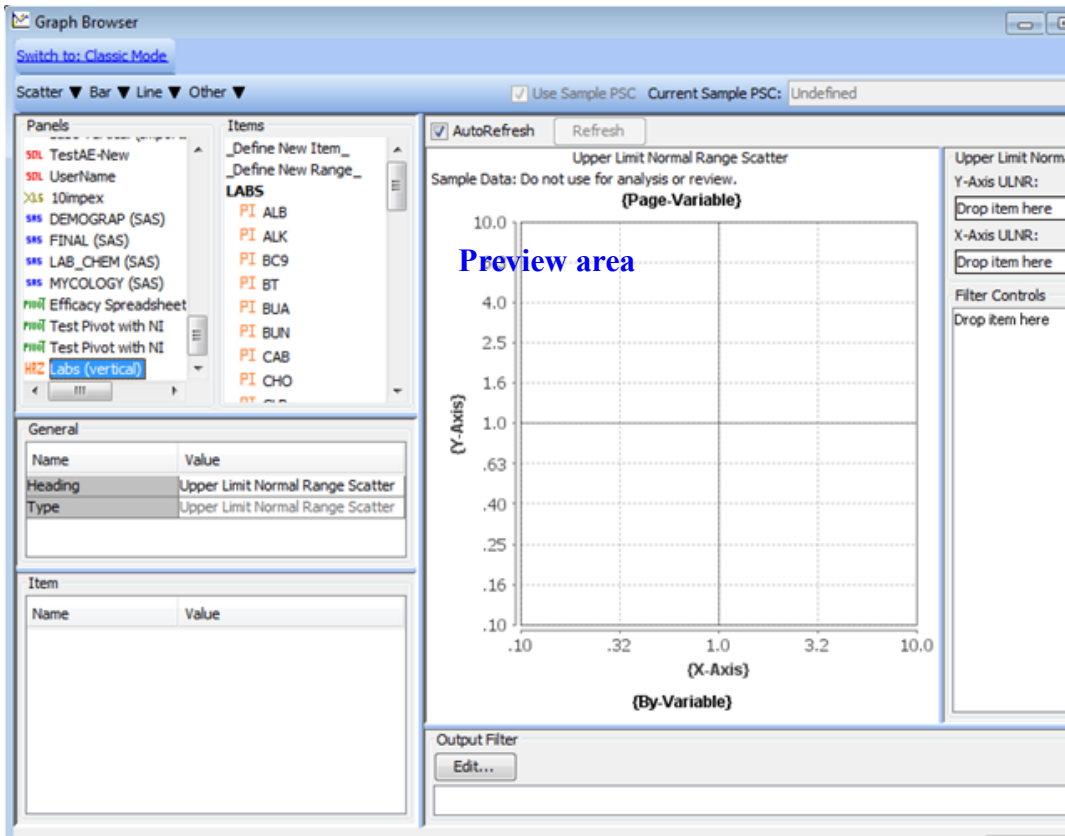 Graph Browser
Switch to: Classic Mode
Scatter ▼ Bar ▼ Line ▼ Other ▼
Use Sample PSC Current Sample PSC: Undefined
Panels
SQL TestAE-New
SQL UserName
XLS 10impex
SAS DEMOGRAP (SAS)
SAS FINAL (SAS)
SAS LAB_CHEM (SAS)
SAS MYCOLOGY (SAS)
PIVOT Efficacy Spreadsheet
PIVOT Test Pivot with NI
PIVOT Test Pivot with NI
HRZ Labs (vertical)
Items
_Define New Item_
_Define New Range_
LABS
PI ALB
PI ALK
PI BC9
PI BT
PI BUA
PI BUN
PI CAB
PI CHO
General
Name Value
Heading Upper Limit Normal Range Scatter
Type Upper Limit Normal Range Scatter
Item
Name Value
AutoRefresh Refresh
Upper Limit Normal Range Scatter
Sample Data: Do not use for analysis or review.
{Page-Variable}
Preview area
{Y-Axis}
10.0
4.0
2.5
1.6
1.0
.63
.40
.25
.16
.10
.10 .32 1.0 3.2 10.0
{X-Axis}
{By-Variable}
Upper Limit
Y-Axis ULNR:
Drop item here
X-Axis ULNR:
Drop item here
Filter Controls
Drop item here
Output Filter
Edit...